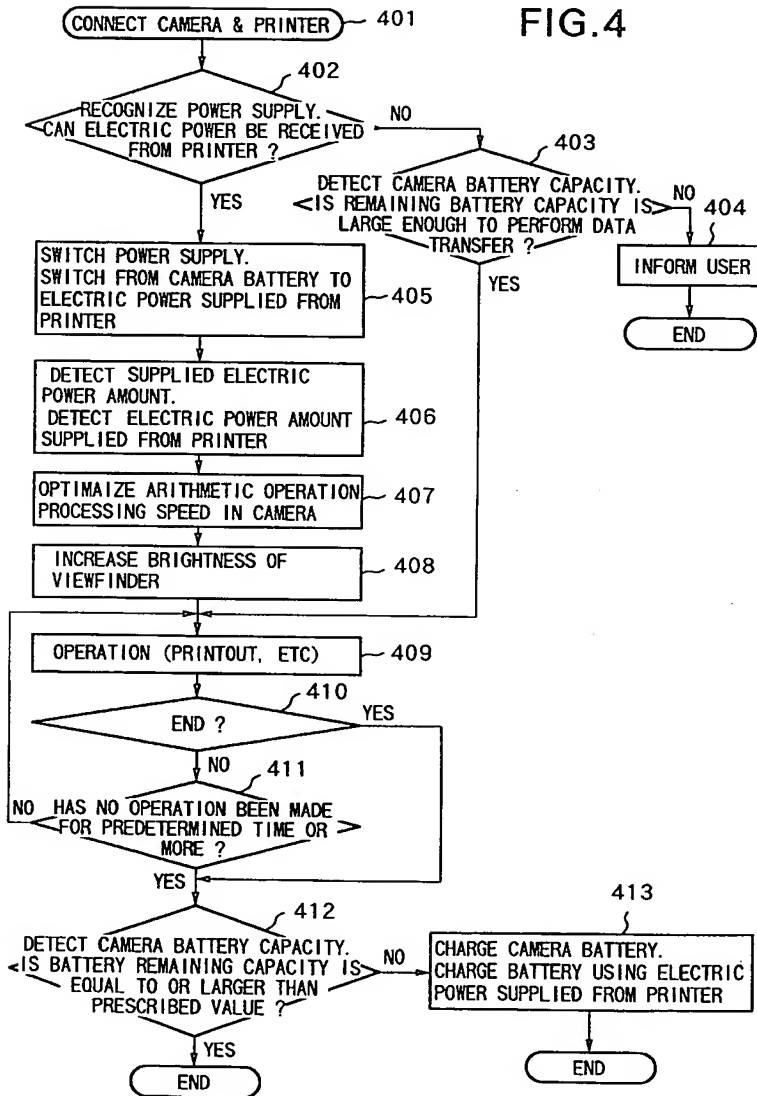 FIG.4
CONNECT CAMERA & PRINTER
401
402
RECOGNIZE POWER SUPPLY.
CAN ELECTRIC POWER BE RECEIVED
FROM PRINTER ?
NO
YES
403
DETECT CAMERA BATTERY CAPACITY.
IS REMAINING BATTERY CAPACITY IS
LARGE ENOUGH TO PERFORM DATA
TRANSFER ?
NO
YES
404
INFORM USER
END
SWITCH POWER SUPPLY.
SWITCH FROM CAMERA BATTERY TO
ELECTRIC POWER SUPPLIED FROM
PRINTER
405
DETECT SUPPLIED ELECTRIC
POWER AMOUNT.
DETECT ELECTRIC POWER AMOUNT
SUPPLIED FROM PRINTER
406
OPTIMAIZE ARITHMETIC OPERATION
PROCESSING SPEED IN CAMERA
407
INCREASE BRIGHTNESS OF
VIEWFINDER
408
OPERATION (PRINTOUT, ETC)
409
410
END ?
YES
NO
411
HAS NO OPERATION BEEN MADE
FOR PREDETERMINED TIME OR
MORE ?
NO
YES
412
DETECT CAMERA BATTERY CAPACITY.
IS BATTERY REMAINING CAPACITY IS
EQUAL TO OR LARGER THAN
PRESCRIBED VALUE ?
NO
YES
END
413
CHARGE CAMERA BATTERY.
CHARGE BATTERY USING ELECTRIC
POWER SUPPLIED FROM PRINTER
END